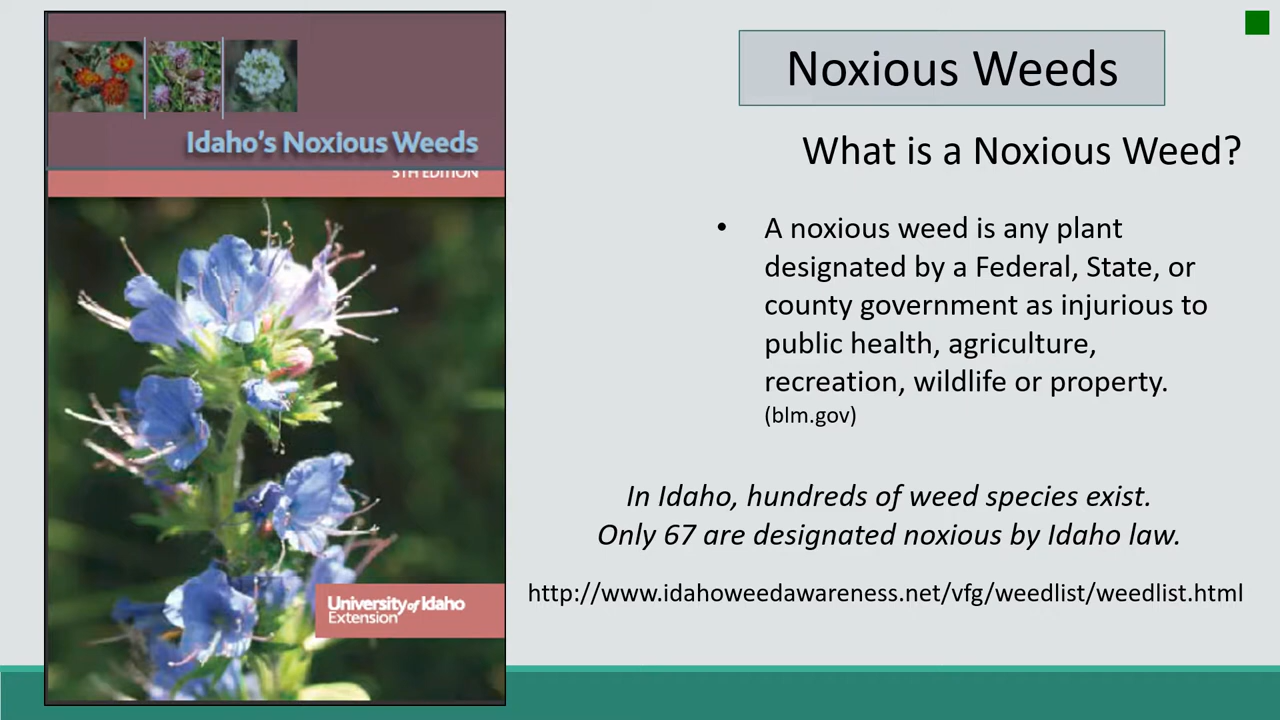 Idaho's Noxious Weeds
5TH EDITION
University of Idaho
Extension
Noxious Weeds
What is a Noxious Weed?
• A noxious weed is any plant
designated by a Federal, State, or
county government as injurious to
public health, agriculture,
recreation, wildlife or property.
(blm.gov)
In Idaho, hundreds of weed species exist.
Only 67 are designated noxious by Idaho law.
http://www.idahoweedawareness.net/vfg/weedlist/weedlist.html